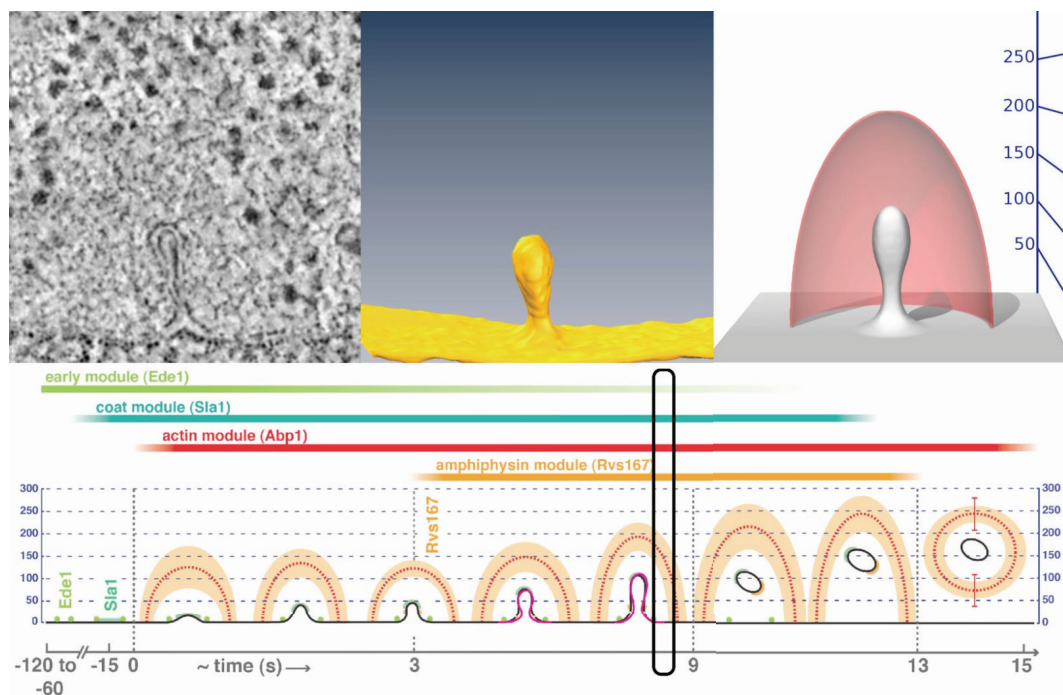 250
200
150
100
50
early module (Ede1)
coat module (Sla1)
actin module (Abp1)
amphiphysin module (Rvs167)
300
250
200
150
100
50
0
Ede1
Sla1
Rvs167
300
250
200
150
100
50
0
-120 to
-60
-15
0
~ time (s)
3
9
13
15